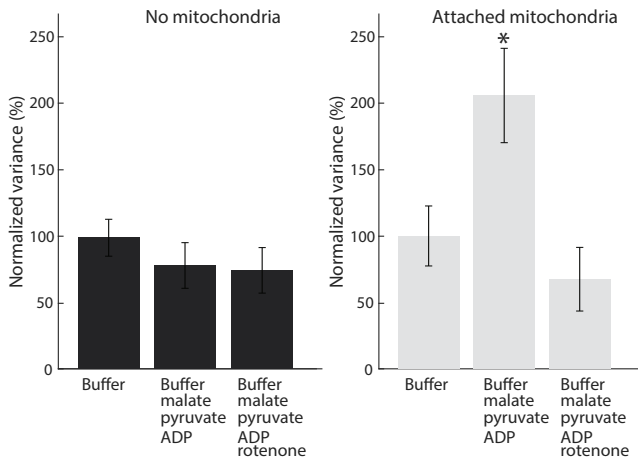 No mitochondria
Normalized variance (%)
250
200
150
100
50
0
Buffer
Buffer
malate
pyruvate
ADP
Buffer
malate
pyruvate
ADP
rotenone
Attached mitochondria
Normalized variance (%)
250
200
150
100
50
0
*
Buffer
Buffer
malate
pyruvate
ADP
Buffer
malate
pyruvate
ADP
rotenone